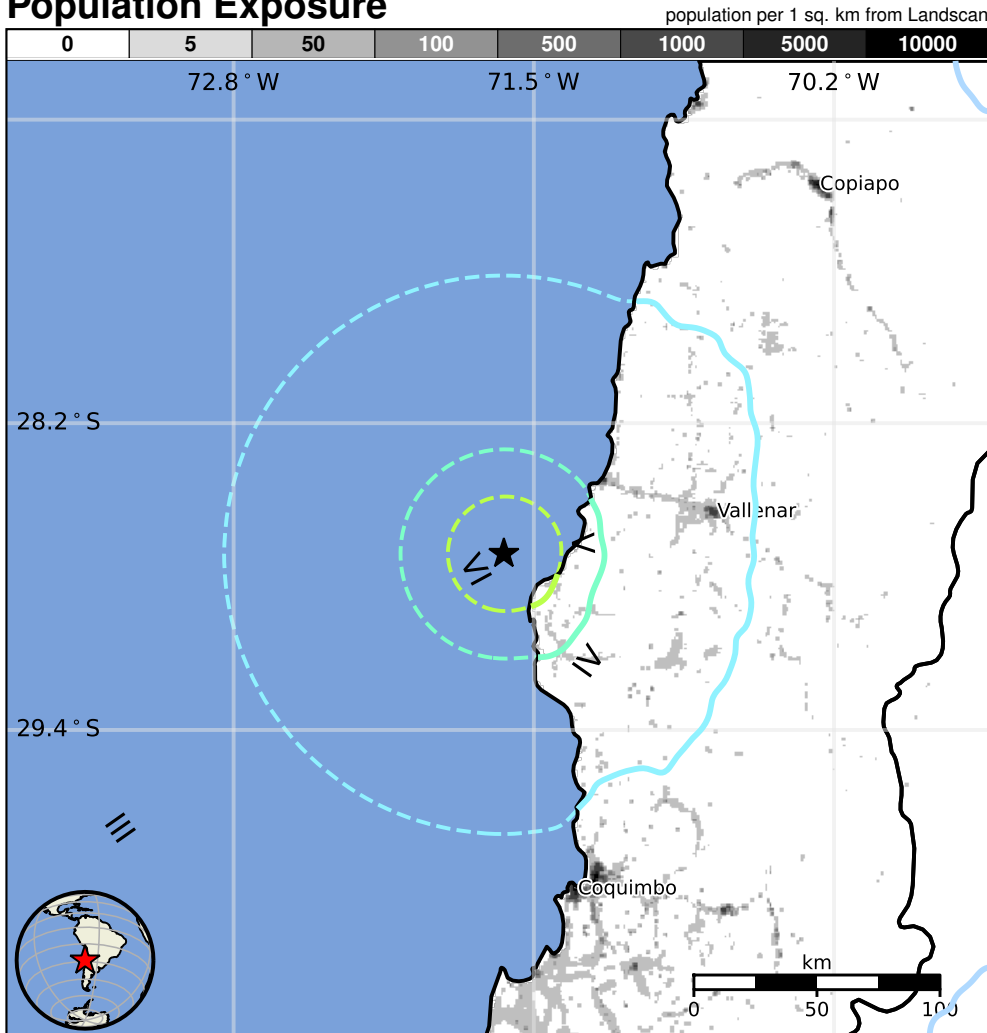 Population Exposure
population per 1 sq. km from Landscan
0 5 50 100 500 1000 5000 10000
72.8°W 71.5°W 70.2°W
Copiapo
28.2°S
Vallenar
V
VI
IV
29.4°S
III
Coquimbo
km
0 50 100